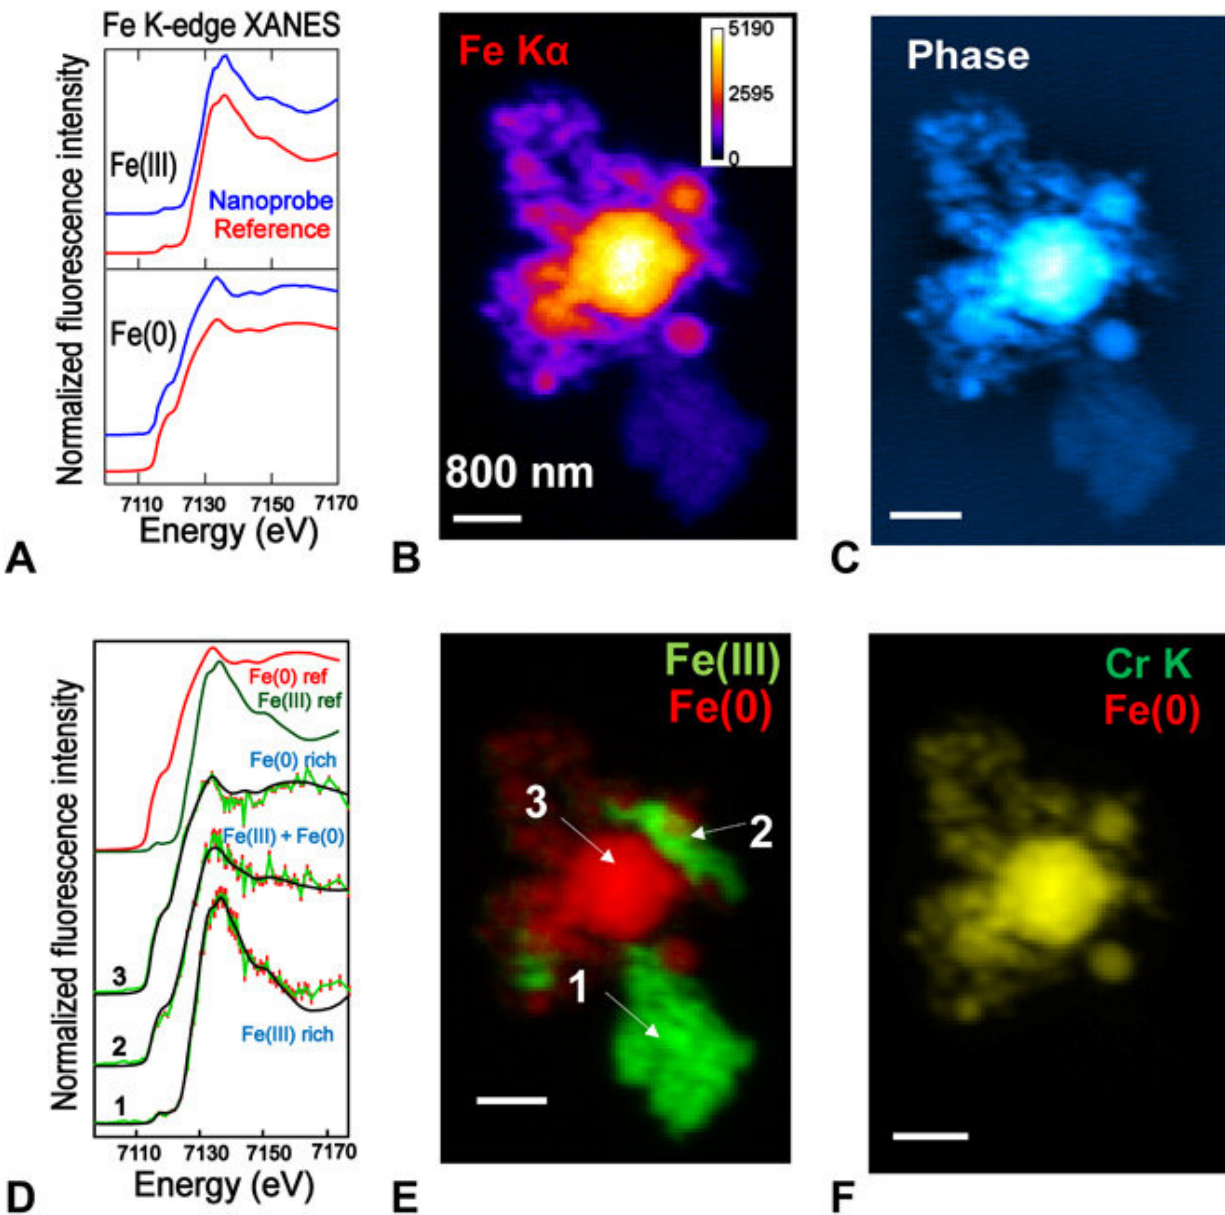 Fe K-edge XANES
Normalized fluorescence intensity
Fe(III)
Nanoprobe
Reference
Fe(0)
7110 7130 7150 7170
Energy (eV)
A
Fe Kα
5190
2595
0
800 nm
B
Phase
C
Normalized fluorescence intensity
Fe(0) ref
Fe(III) ref
Fe(0) rich
Fe(III) + Fe(0)
3
2
1
Fe(III) rich
7110 7130 7150 7170
Energy (eV)
D
Fe(III)
Fe(0)
3
2
1
E
Cr K
Fe(0)
F